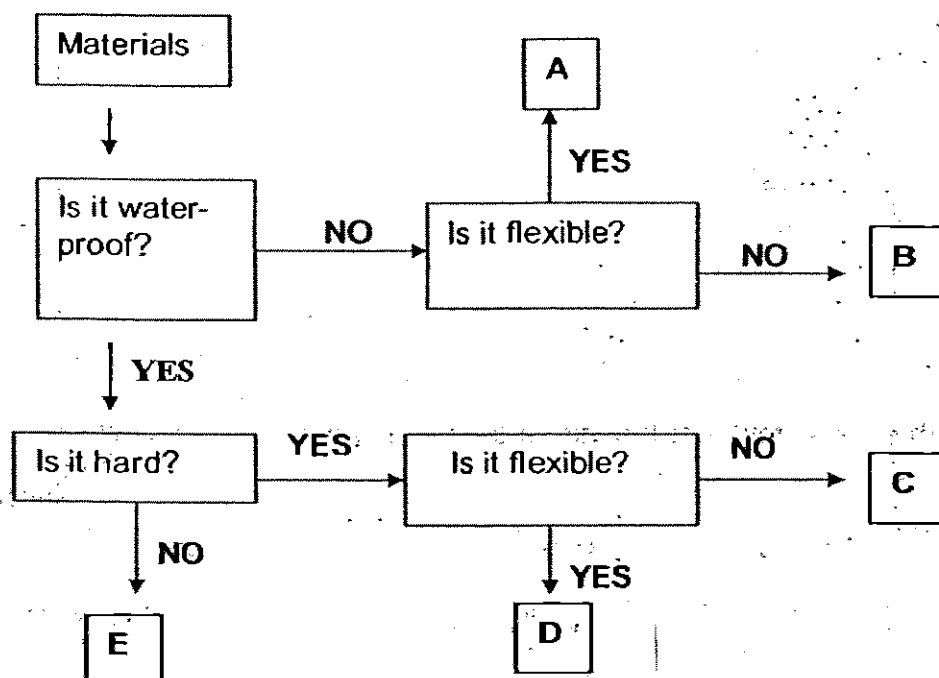 Materials
A
YES
Is it water-
proof?
NO
Is it flexible?
NO
B
YES
Is it hard?
YES
Is it flexible?
NO
C
NO
YES
E
D